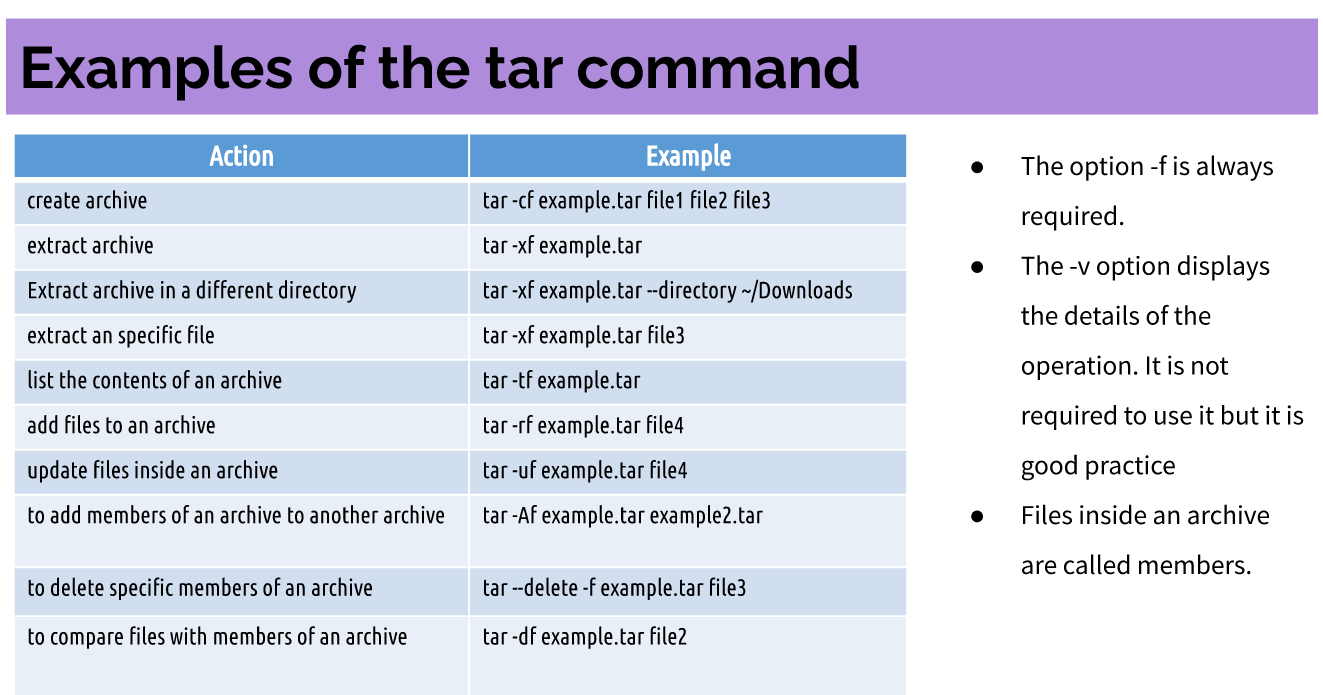 Examples of the tar command
Action Example
create archive tar -cf example.tar file1 file2 file3
extract archive tar -xf example.tar
Extract archive in a different directory tar -xf example.tar --directory ~/Downloads
extract an specific file tar -xf example.tar file3
list the contents of an archive tar -tf example.tar
add files to an archive tar -rf example.tar file4
update files inside an archive tar -uf example.tar file4
to add members of an archive to another archive tar -Af example.tar example2.tar
to delete specific members of an archive tar --delete -f example.tar file3
to compare files with members of an archive tar -df example.tar file2
● The option -f is always
required.
● The -v option displays
the details of the
operation. It is not
required to use it but it is
good practice
● Files inside an archive
are called members.